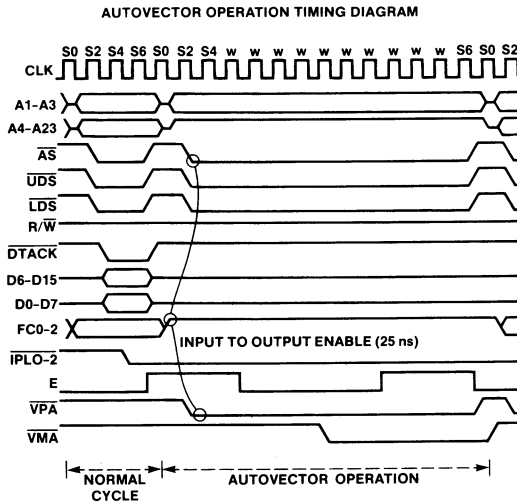 AUTOVECTOR OPERATION TIMING DIAGRAM
S0 S2 S4 S6 S0 S2 S4 w w w w w w w w w w S6 S0 S2
CLK
A1–A3
A4–A23
AS
UDS
LDS
R/W
DTACK
D6–D15
D0–D7
FC0-2
INPUT TO OUTPUT ENABLE (25 ns)
IPLO-2
E
VPA
VMA
NORMAL CYCLE
AUTOVECTOR OPERATION